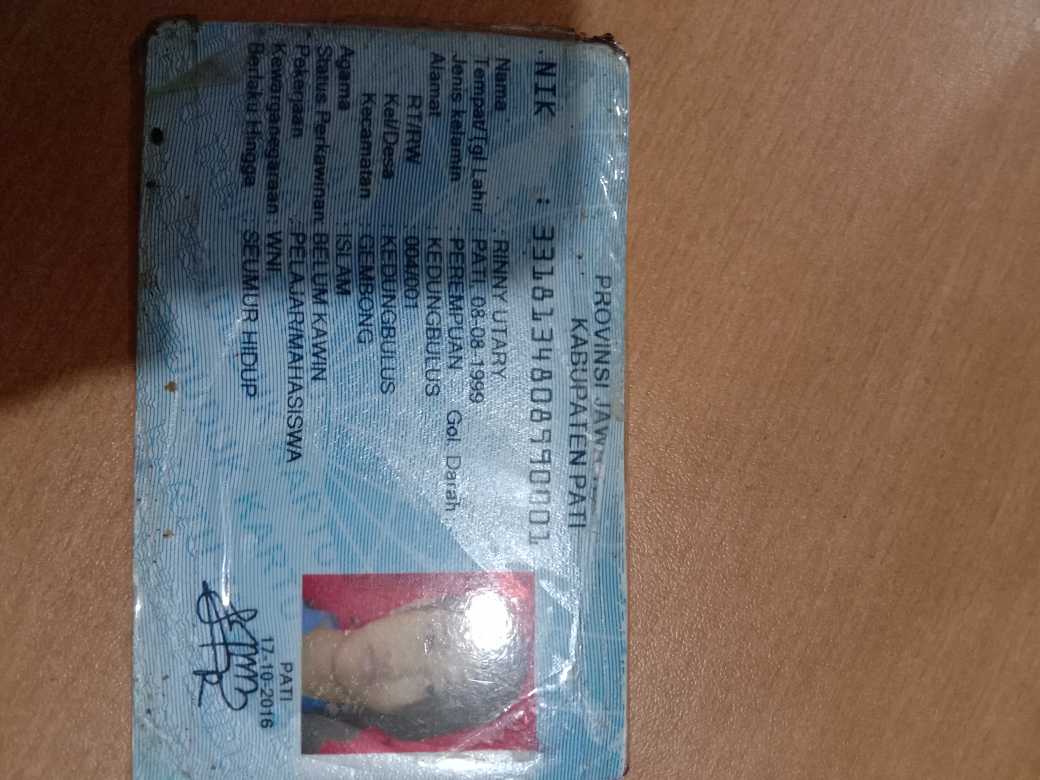 PROVINSI JAWA
KABUPATEN PATI
NIK : 3318134808990001
Nama : RINNY UTARY
Tempat/Tgl Lahir : PATI, 08-08-1999
Jenis kelamin : PEREMPUAN Gol. Darah
Alamat : KEDUNGBULUS
RT/RW : 004/001
Kel/Desa : KEDUNGBULUS
Kecamatan : GEMBONG
Agama : ISLAM
Status Perkawinan : BELUM KAWIN
Pekerjaan : PELAJAR/MAHASISWA
Kewarganegaraan : WNI
Berlaku Hingga : SEUMUR HIDUP
PATI
17-10-2016